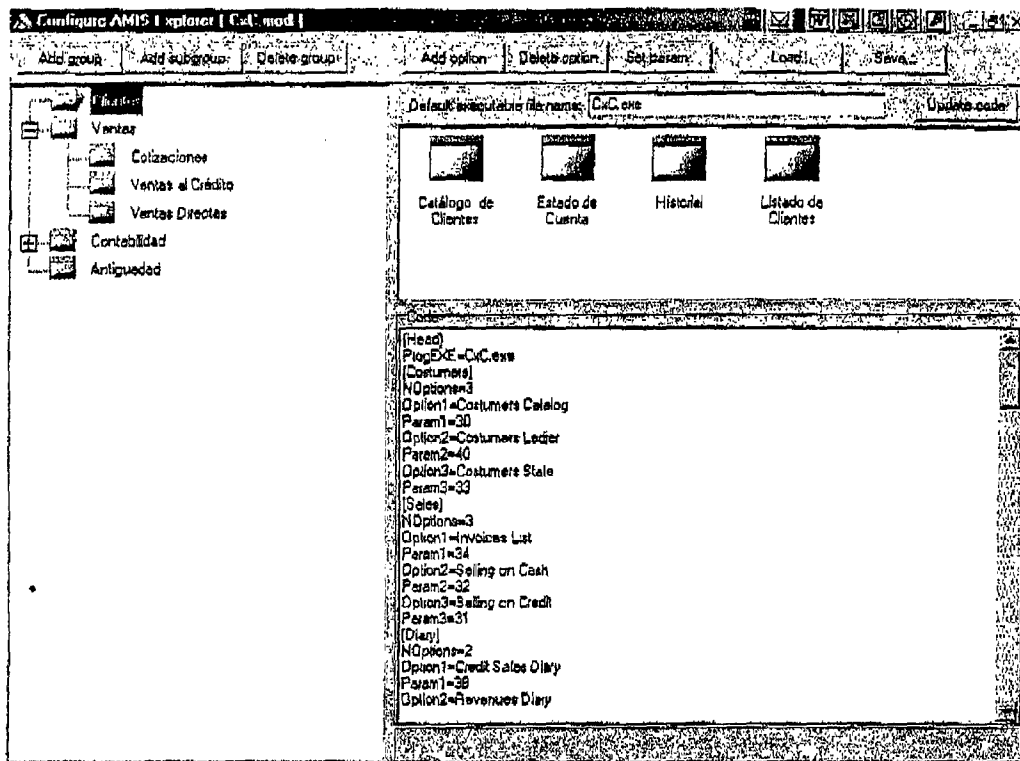 Configure AMIS Explorer [ CxC.mod ]
Add group Add subgroup Delete group Add option Delete option Set param Load... Save...
Clientes
Ventas
Cotizaciones
Ventas al Crédito
Ventas Directas
Contabilidad
Antiguedad
Default executable file name: CxC.exe Update code
Catálogo de Clientes
Estado de Cuenta
Historial
Listado de Clientes
Code
[Head]
ProgEXE=CxC.exe
[Costumers]
NOptions=3
Option1=Costumers Catalog
Param1=30
Option2=Costumers Ledjer
Param2=40
Option3=Costumers State
Param3=33
[Sales]
NOptions=3
Option1=Invoices List
Param1=34
Option2=Selling on Cash
Param2=32
Option3=Selling on Credit
Param3=31
[Diary]
NOptions=2
Option1=Credit Sales Diary
Param1=38
Option2=Revenues Diary